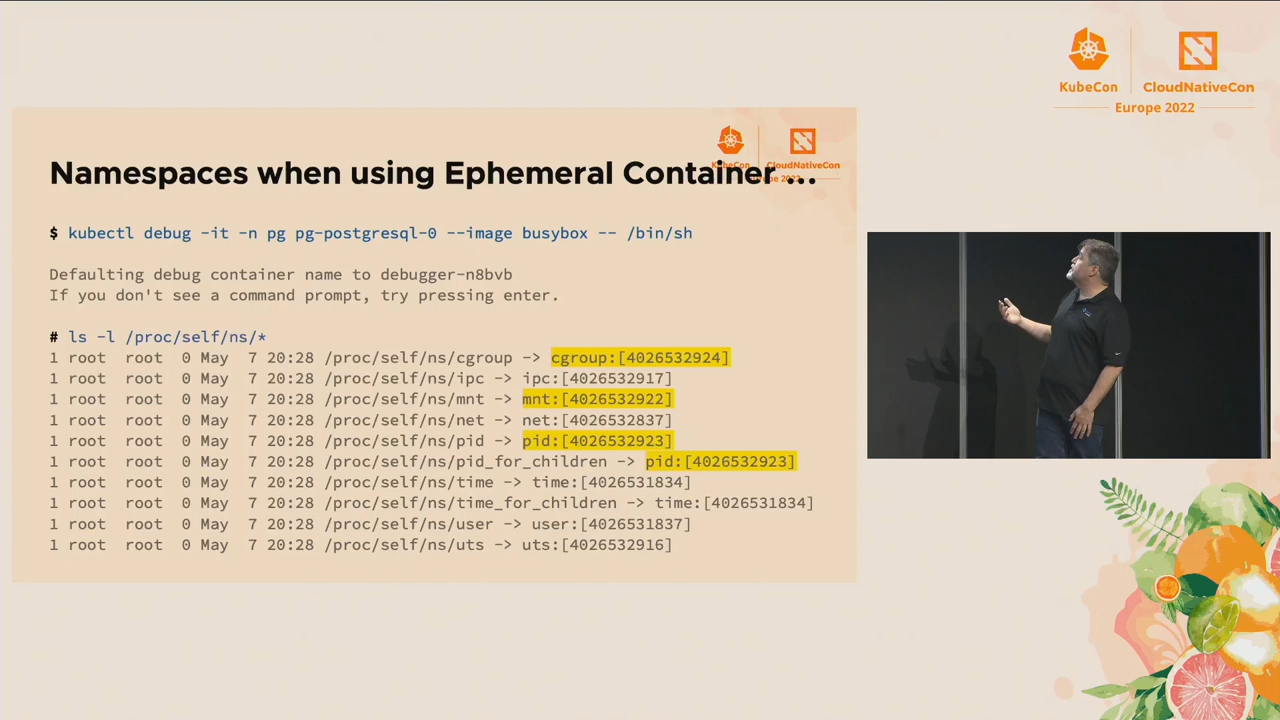 KubeCon
CloudNativeCon
Europe 2022
KubeCon
CloudNativeCon
Europe 2022
Namespaces when using Ephemeral Container ...
$ kubectl debug -it -n pg pg-postgresql-0 --image busybox -- /bin/sh
Defaulting debug container name to debugger-n8bvb
If you don't see a command prompt, try pressing enter.
# ls -l /proc/self/ns/*
1 root root 0 May 7 20:28 /proc/self/ns/cgroup -> cgroup:[4026532924]
1 root root 0 May 7 20:28 /proc/self/ns/ipc -> ipc:[4026532917]
1 root root 0 May 7 20:28 /proc/self/ns/mnt -> mnt:[4026532922]
1 root root 0 May 7 20:28 /proc/self/ns/net -> net:[4026532837]
1 root root 0 May 7 20:28 /proc/self/ns/pid -> pid:[4026532923]
1 root root 0 May 7 20:28 /proc/self/ns/pid_for_children -> pid:[4026532923]
1 root root 0 May 7 20:28 /proc/self/ns/time -> time:[4026531834]
1 root root 0 May 7 20:28 /proc/self/ns/time_for_children -> time:[4026531834]
1 root root 0 May 7 20:28 /proc/self/ns/user -> user:[4026531837]
1 root root 0 May 7 20:28 /proc/self/ns/uts -> uts:[4026532916]